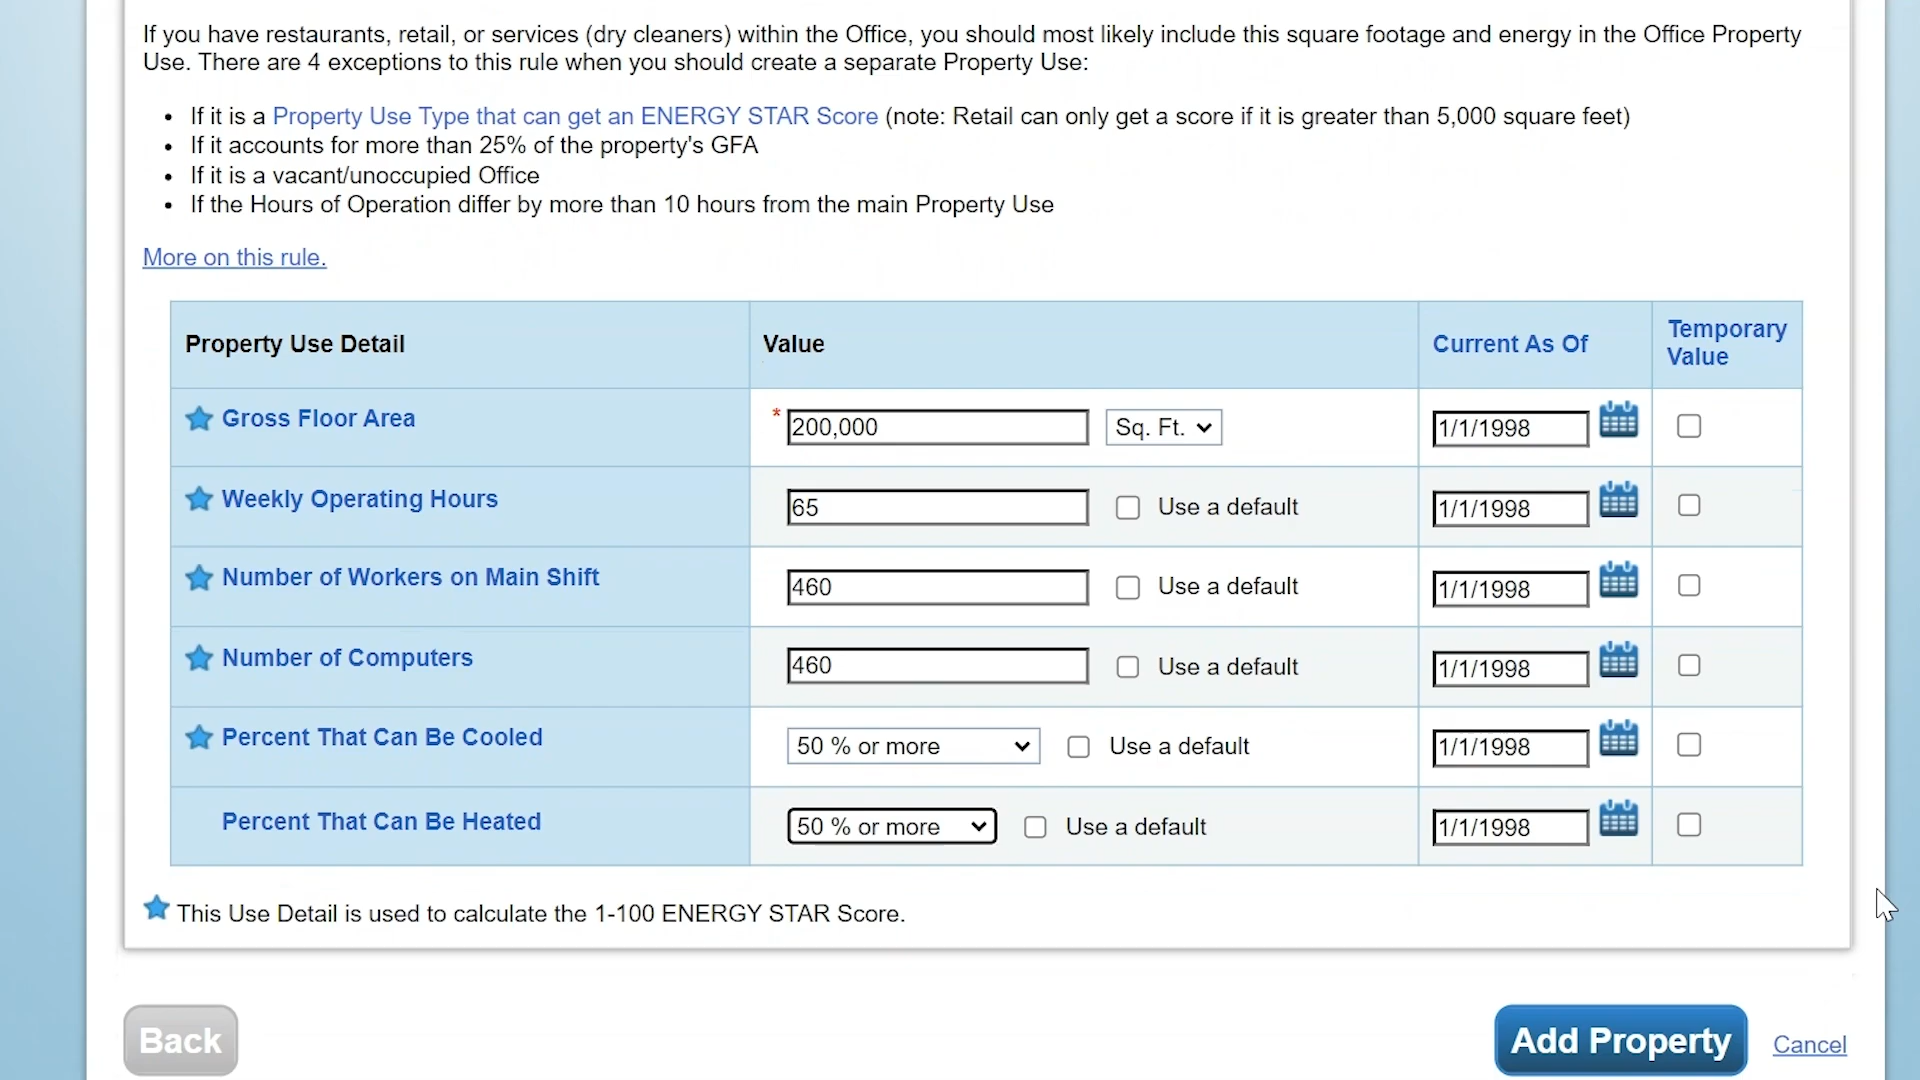 If you have restaurants, retail, or services (dry cleaners) within the Office, you should most likely include this square footage and energy in the Office Property
Use. There are 4 exceptions to this rule when you should create a separate Property Use:
• If it is a Property Use Type that can get an ENERGY STAR Score (note: Retail can only get a score if it is greater than 5,000 square feet)
• If it accounts for more than 25% of the property's GFA
• If it is a vacant/unoccupied Office
• If the Hours of Operation differ by more than 10 hours from the main Property Use
More on this rule.
Property Use Detail Value Current As Of Temporary Value
Gross Floor Area * 200,000 Sq. Ft. 1/1/1998
Weekly Operating Hours 65 Use a default 1/1/1998
Number of Workers on Main Shift 460 Use a default 1/1/1998
Number of Computers 460 Use a default 1/1/1998
Percent That Can Be Cooled 50 % or more Use a default 1/1/1998
Percent That Can Be Heated 50 % or more Use a default 1/1/1998
This Use Detail is used to calculate the 1-100 ENERGY STAR Score.
Back Add Property Cancel